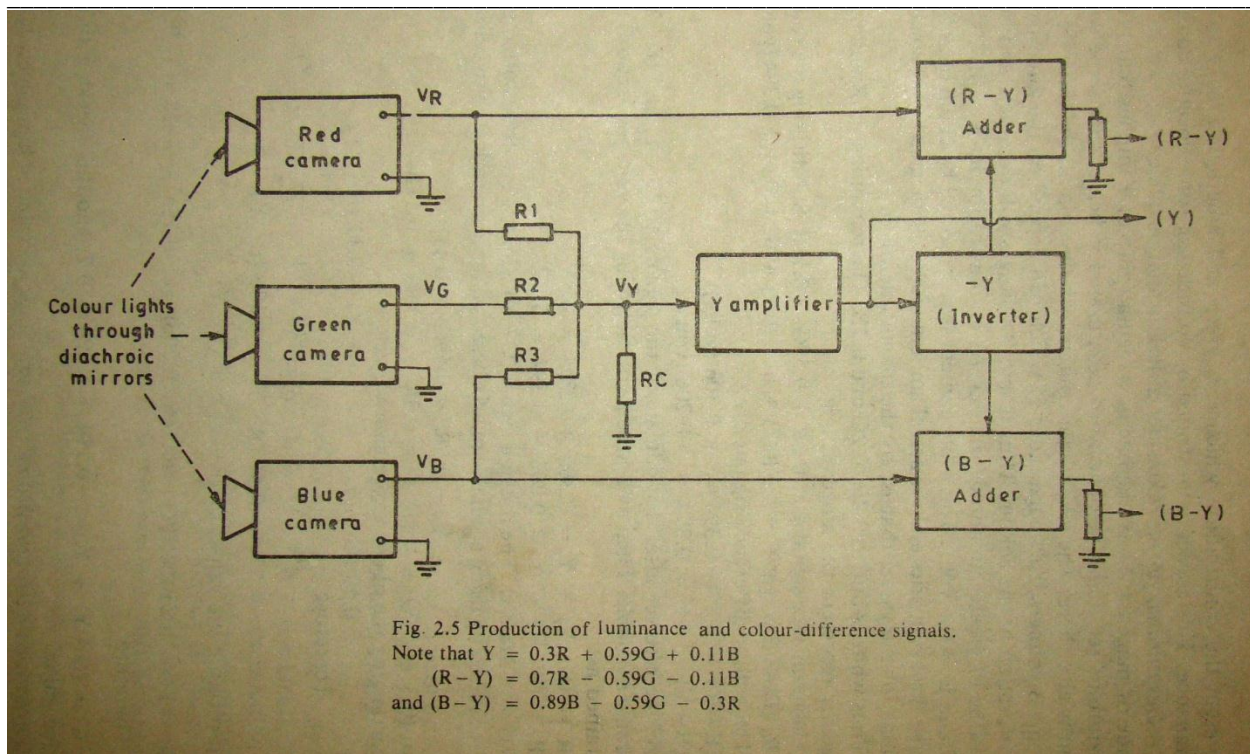 VR
Red
camera
(R-Y)
Adder
(R-Y)
R1
(Y)
Colour lights
through
diachroic
mirrors
VG
Green
camera
R2
VY
Y amplifier
-Y
(Inverter)
R3
RC
VB
Blue
camera
(B-Y)
Adder
(B-Y)
Fig. 2.5 Production of luminance and colour-difference signals.
Note that Y = 0.3R + 0.59G + 0.11B
(R-Y) = 0.7R - 0.59G - 0.11B
and (B-Y) = 0.89B - 0.59G - 0.3R